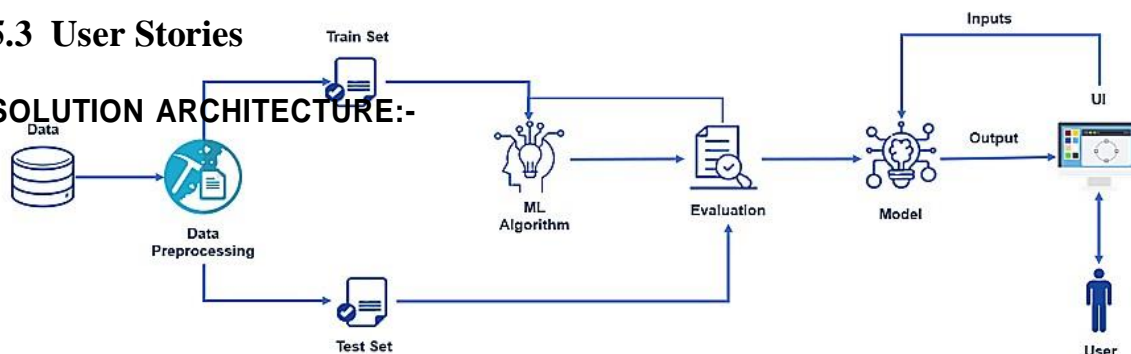 5.3 User Stories
SOLUTION ARCHITECTURE:-
Data
Data
Preprocessing
Train Set
Test Set
ML
Algorithm
Evaluation
Model
Inputs
Output
UI
User